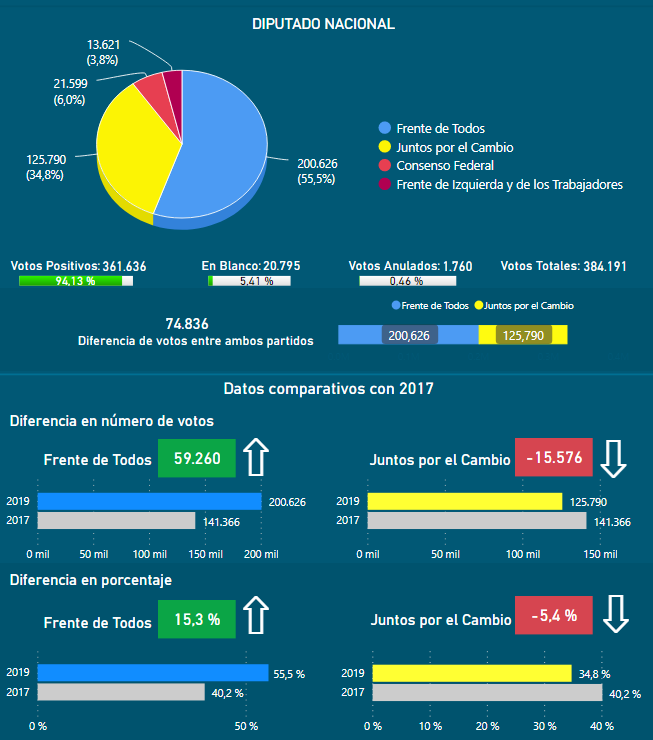 DIPUTADO NACIONAL
13.621
(3,8%)
21.599
(6,0%)
125.790
(34,8%)
200.626
(55,5%)
Frente de Todos
Juntos por el Cambio
Consenso Federal
Frente de Izquierda y de los Trabajadores
Votos Positivos: 361.636
94,13 %
En Blanco: 20.795
5,41 %
Votos Anulados: 1.760
0,46 %
Votos Totales: 384.191
Frente de Todos Juntos por el Cambio
74.836
Diferencia de votos entre ambos partidos
200,626 125,790
Datos comparativos con 2017
Diferencia en número de votos
Frente de Todos 59.260
2019 200.626
2017 141.366
0 mil 50 mil 100 mil 150 mil 200 mil
Juntos por el Cambio -15.576
2019 125.790
2017 141.366
0 mil 50 mil 100 mil 150 mil
Diferencia en porcentaje
Frente de Todos 15,3 %
2019 55,5 %
2017 40,2 %
0 % 50 %
Juntos por el Cambio -5,4 %
2019 34,8 %
2017 40,2 %
0 % 10 % 20 % 30 % 40 %